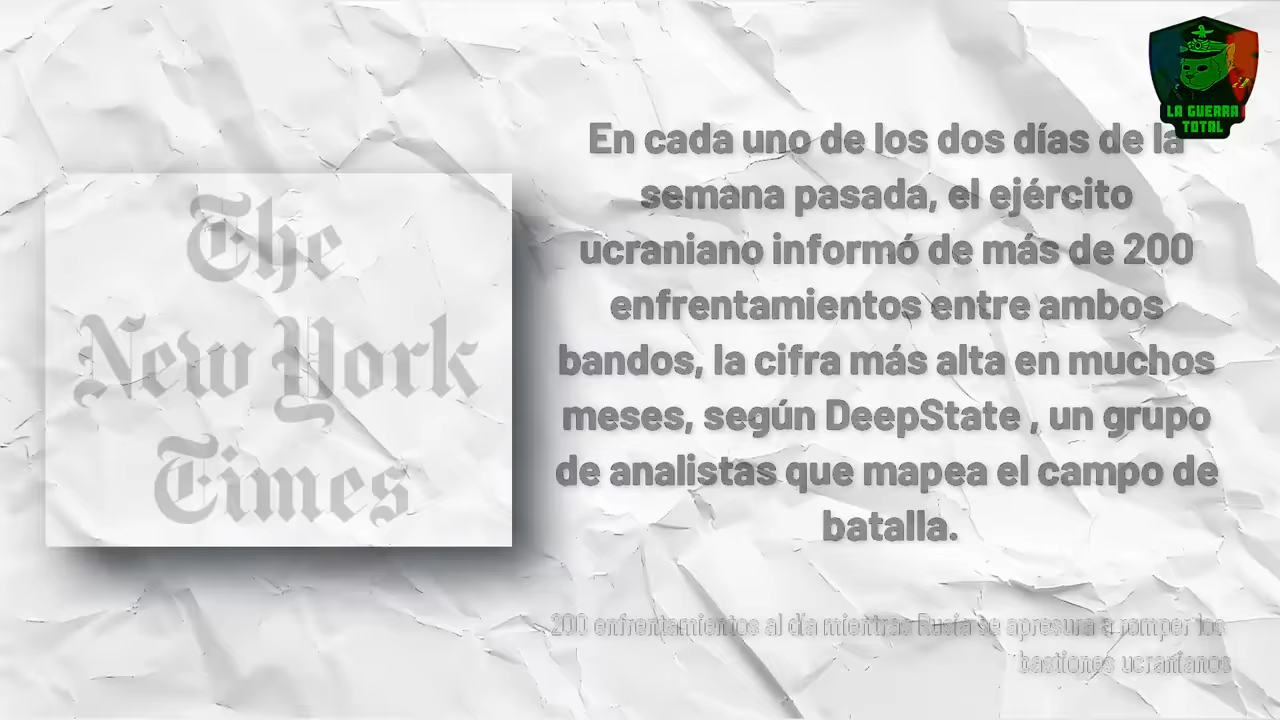 LA GUERRA
TOTAL
The
New York
Times
En cada uno de los dos días de la
semana pasada, el ejército
ucraniano informó de más de 200
enfrentamientos entre ambos
bandos, la cifra más alta en muchos
meses, según DeepState , un grupo
de analistas que mapea el campo de
batalla.
200 enfrentamientos al día mientras Rusia se apresura a romper los
bastiones ucranianos